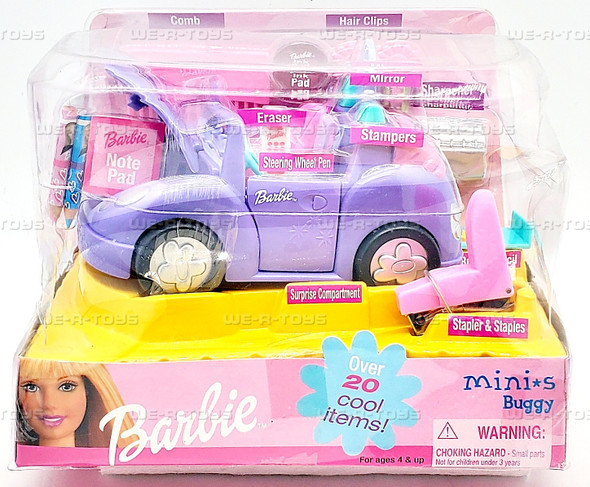 Comb
Hair Clips
Barbie
Ink
Pad
Mirror
Sharpener
Eraser
Stampers
Barbie
Note
Pad
Steering Wheel Pen
Barbie
Surprise Compartment
Stapler & Staples
Over
20
cool
items!
mini★s
Buggy
Barbie
WARNING:
CHOKING HAZARD - Small parts
Not for children under 3 years
For ages 4 & up
WE-R-TOYS